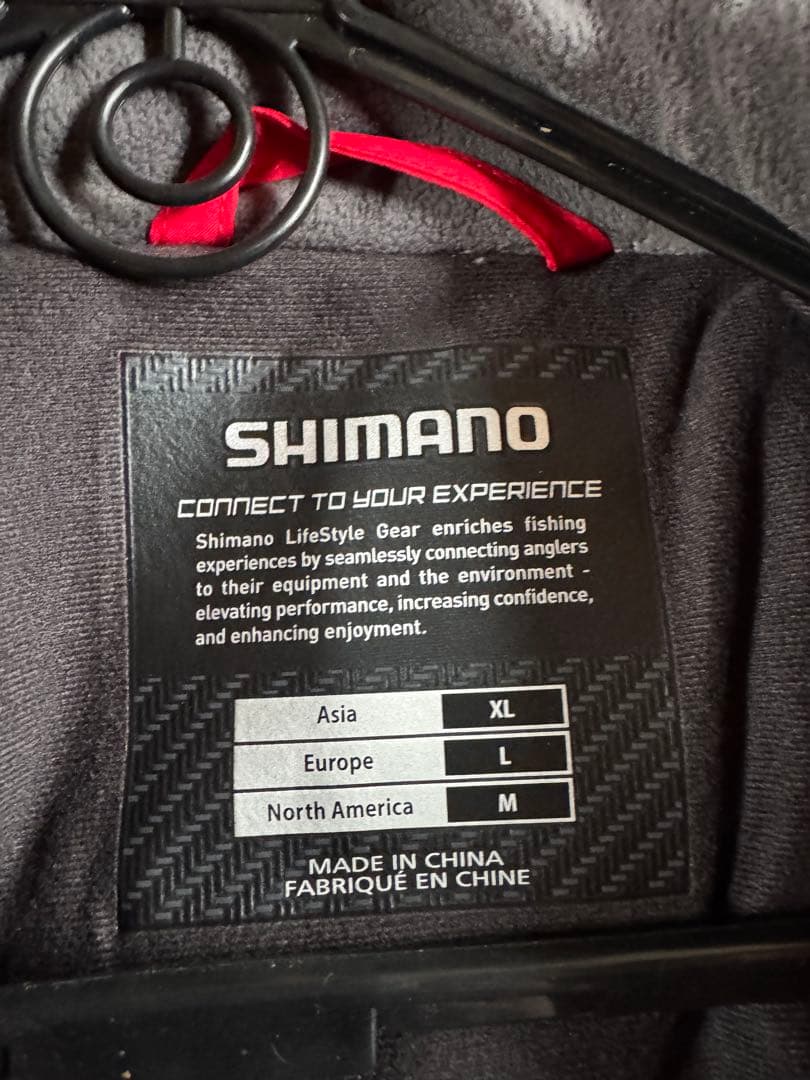 SHIMANO
CONNECT TO YOUR EXPERIENCE
Shimano LifeStyle Gear enriches fishing
experiences by seamlessly connecting anglers
to their equipment and the environment -
elevating performance, increasing confidence,
and enhancing enjoyment.
Asia XL
Europe L
North America M
MADE IN CHINA
FABRIQUÉ EN CHINE